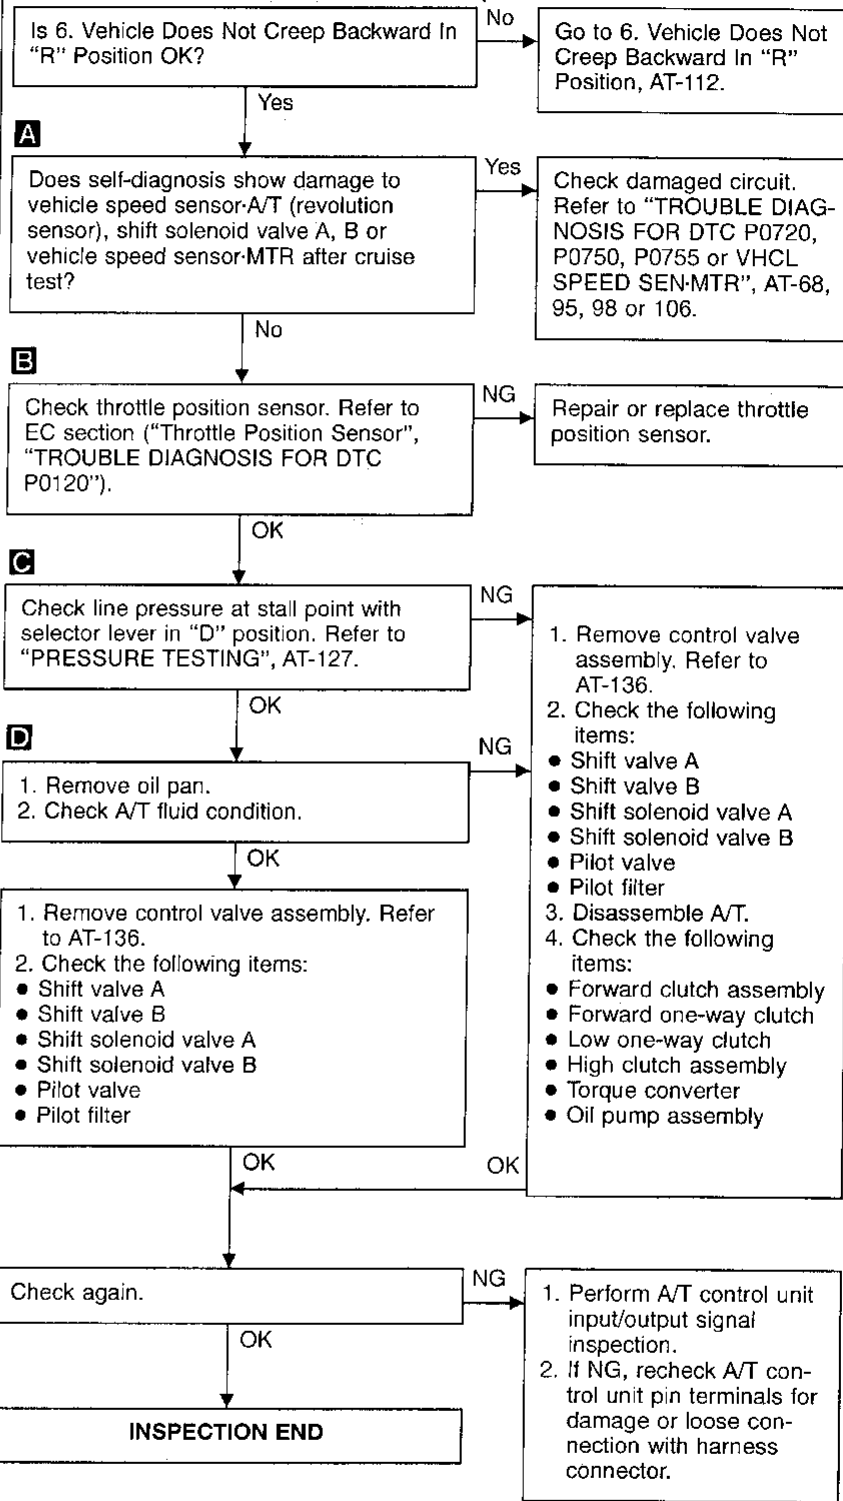 Is 6. Vehicle Does Not Creep Backward In
"R" Position OK?
No
Go to 6. Vehicle Does Not
Creep Backward In "R"
Position, AT-112.
Yes
A
Does self-diagnosis show damage to
vehicle speed sensor·A/T (revolution
sensor), shift solenoid valve A, B or
vehicle speed sensor·MTR after cruise
test?
Yes
Check damaged circuit.
Refer to "TROUBLE DIAG-
NOSIS FOR DTC P0720,
P0750, P0755 or VHCL
SPEED SEN·MTR", AT-68,
95, 98 or 106.
No
B
Check throttle position sensor. Refer to
EC section ("Throttle Position Sensor",
"TROUBLE DIAGNOSIS FOR DTC
P0120").
NG
Repair or replace throttle
position sensor.
OK
C
Check line pressure at stall point with
selector lever in "D" position. Refer to
"PRESSURE TESTING", AT-127.
NG
OK
D
1. Remove oil pan.
2. Check A/T fluid condition.
NG
1. Remove control valve
assembly. Refer to
AT-136.
2. Check the following
items:
● Shift valve A
● Shift valve B
● Shift solenoid valve A
● Shift solenoid valve B
● Pilot valve
● Pilot filter
3. Disassemble A/T.
4. Check the following
items:
● Forward clutch assembly
● Forward one-way clutch
● Low one-way clutch
● High clutch assembly
● Torque converter
● Oil pump assembly
OK
1. Remove control valve assembly. Refer
to AT-136.
2. Check the following items:
● Shift valve A
● Shift valve B
● Shift solenoid valve A
● Shift solenoid valve B
● Pilot valve
● Pilot filter
OK
OK
Check again.
NG
1. Perform A/T control unit
input/output signal
inspection.
2. If NG, recheck A/T con-
trol unit pin terminals for
damage or loose con-
nection with harness
connector.
OK
INSPECTION END